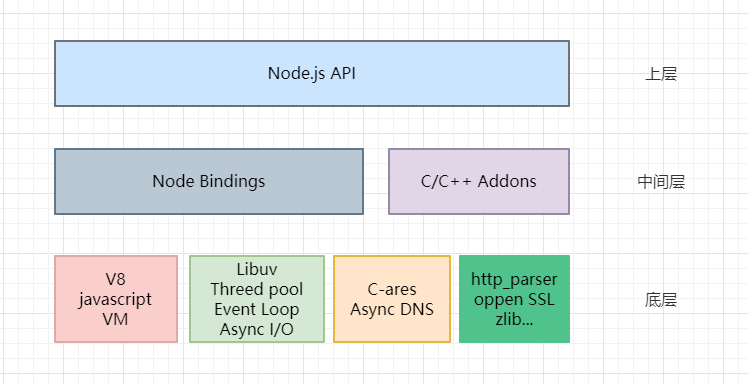 Node.js API
上层
Node Bindings
C/C++ Addons
中间层
V8
javascript
VM
Libuv
Threed pool
Event Loop
Async I/O
C-ares
Async DNS
http_parser
oppen SSL
zlib...
底层